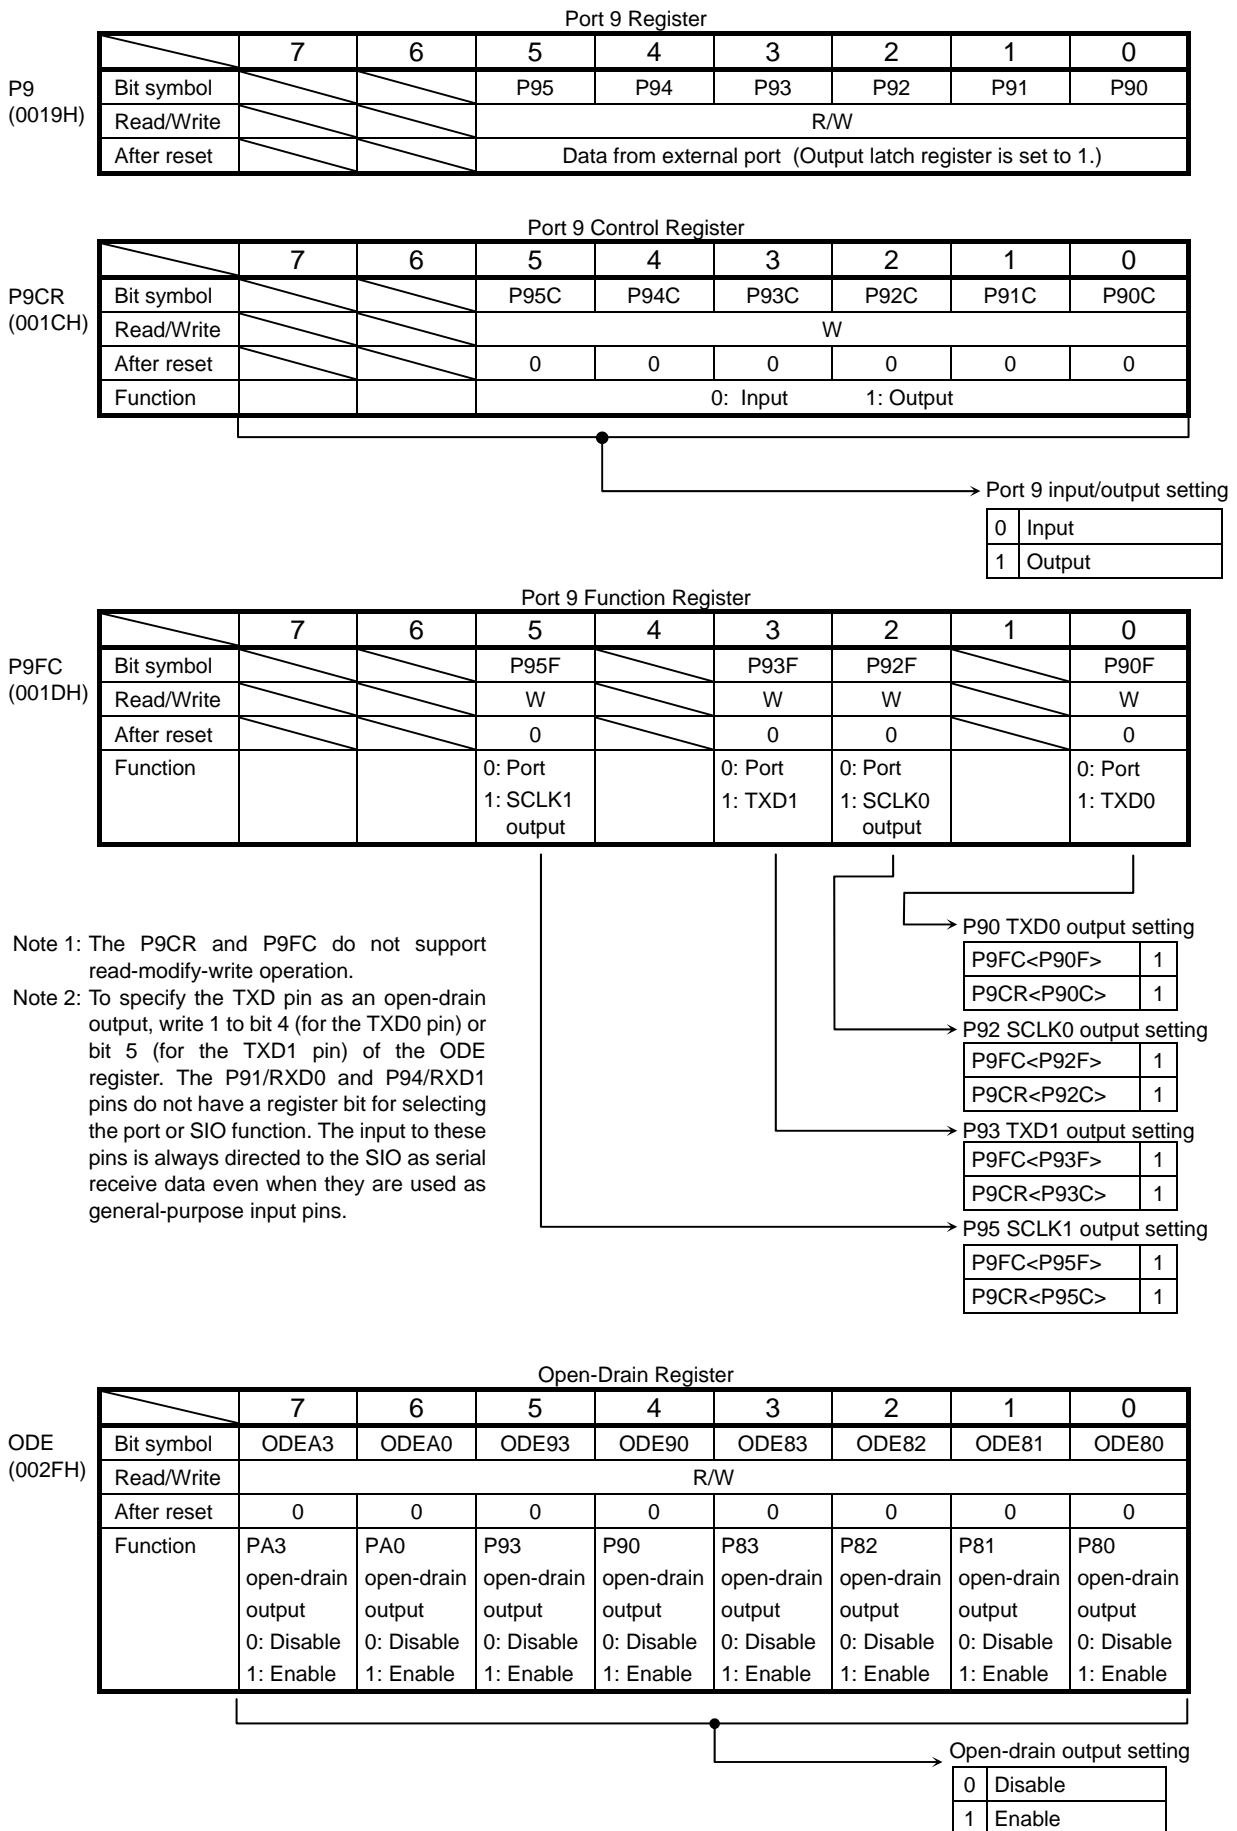 Port 9 Register
7 6 5 4 3 2 1 0
P9 (0019H)
Bit symbol P95 P94 P93 P92 P91 P90
Read/Write R/W
After reset Data from external port (Output latch register is set to 1.)
Port 9 Control Register
7 6 5 4 3 2 1 0
P9CR (001CH)
Bit symbol P95C P94C P93C P92C P91C P90C
Read/Write W
After reset 0 0 0 0 0 0
Function 0: Input 1: Output
Port 9 input/output setting
0 Input
1 Output
Port 9 Function Register
7 6 5 4 3 2 1 0
P9FC (001DH)
Bit symbol P95F P93F P92F P90F
Read/Write W W W W
After reset 0 0 0 0
Function 0: Port 0: Port 0: Port 0: Port
1: SCLK1 1: TXD1 1: SCLK0 1: TXD0
output output
Note 1: The P9CR and P9FC do not support
read-modify-write operation.
Note 2: To specify the TXD pin as an open-drain
output, write 1 to bit 4 (for the TXD0 pin) or
bit 5 (for the TXD1 pin) of the ODE
register. The P91/RXD0 and P94/RXD1
pins do not have a register bit for selecting
the port or SIO function. The input to these
pins is always directed to the SIO as serial
receive data even when they are used as
general-purpose input pins.
P90 TXD0 output setting
P9FC<P90F> 1
P9CR<P90C> 1
P92 SCLK0 output setting
P9FC<P92F> 1
P9CR<P92C> 1
P93 TXD1 output setting
P9FC<P93F> 1
P9CR<P93C> 1
P95 SCLK1 output setting
P9FC<P95F> 1
P9CR<P95C> 1
Open-Drain Register
7 6 5 4 3 2 1 0
ODE (002FH)
Bit symbol ODEA3 ODEA0 ODE93 ODE90 ODE83 ODE82 ODE81 ODE80
Read/Write R/W
After reset 0 0 0 0 0 0 0 0
Function PA3 PA0 P93 P90 P83 P82 P81 P80
open-drain open-drain open-drain open-drain open-drain open-drain open-drain open-drain
output output output output output output output output
0: Disable 0: Disable 0: Disable 0: Disable 0: Disable 0: Disable 0: Disable 0: Disable
1: Enable 1: Enable 1: Enable 1: Enable 1: Enable 1: Enable 1: Enable 1: Enable
Open-drain output setting
0 Disable
1 Enable